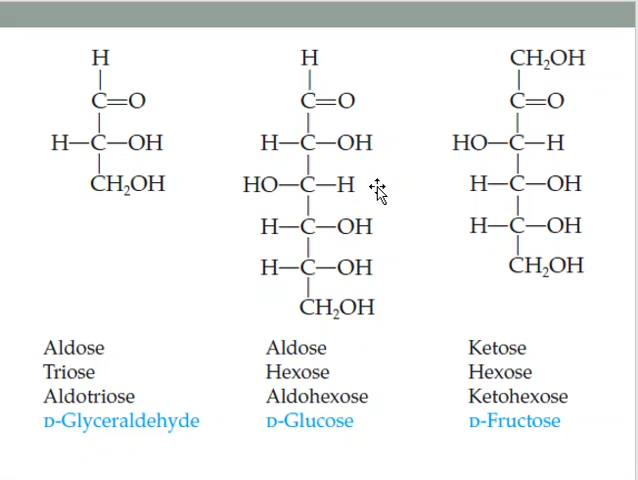 H H CH₂OH
C=O C=O C=O
H—C—OH H—C—OH HO—C—H
CH₂OH HO—C—H H—C—OH
H—C—OH H—C—OH
H—C—OH CH₂OH
CH₂OH
Aldose Aldose Ketose
Triose Hexose Hexose
Aldotriose Aldohexose Ketohexose
D-Glyceraldehyde D-Glucose D-Fructose